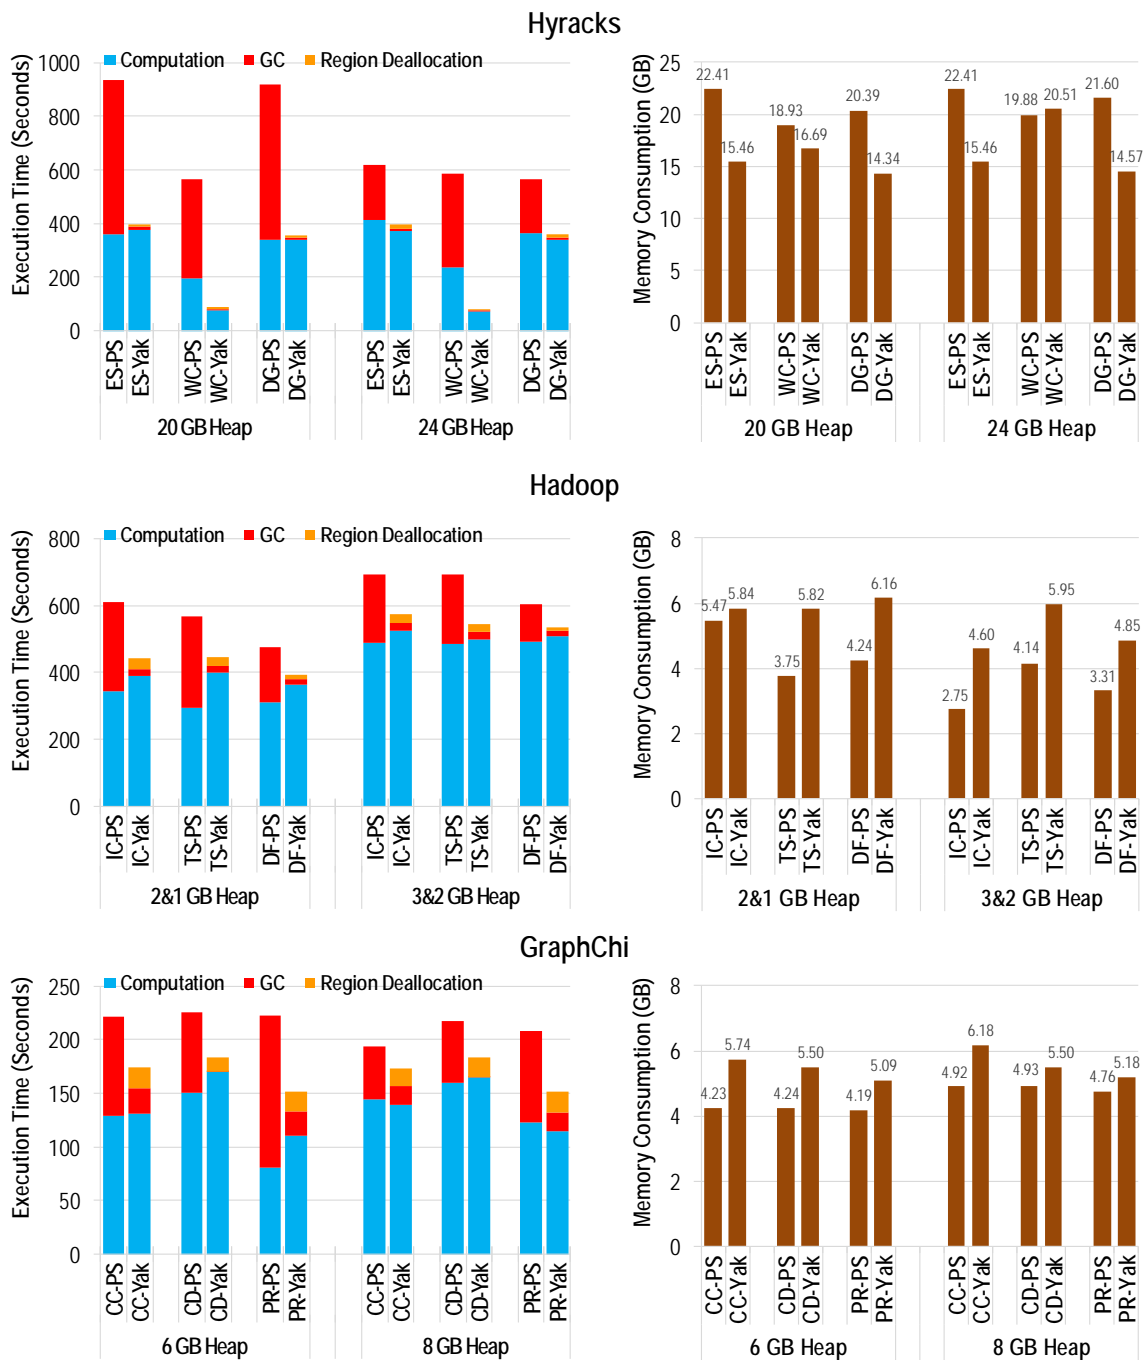 Hyracks
Computation GC Region Deallocation
Execution Time (Seconds)
1000
800
600
400
200
0
ES-PS ES-Yak WC-PS WC-Yak DG-PS DG-Yak ES-PS ES-Yak WC-PS WC-Yak DG-PS DG-Yak
20 GB Heap 24 GB Heap
Memory Consumption (GB)
25
20
15
10
5
0
22.41 15.46 18.93 16.69 20.39 14.34 22.41 15.46 19.88 20.51 21.60 14.57
ES-PS ES-Yak WC-PS WC-Yak DG-PS DG-Yak ES-PS ES-Yak WC-PS WC-Yak DG-PS DG-Yak
20 GB Heap 24 GB Heap
Hadoop
Computation GC Region Deallocation
Execution Time (Seconds)
800
600
400
200
0
IC-PS IC-Yak TS-PS TS-Yak DF-PS DF-Yak IC-PS IC-Yak TS-PS TS-Yak DF-PS DF-Yak
2&1 GB Heap 3&2 GB Heap
Memory Consumption (GB)
8
6
4
2
0
5.47 5.84 3.75 5.82 4.24 6.16 2.75 4.60 4.14 5.95 3.31 4.85
IC-PS IC-Yak TS-PS TS-Yak DF-PS DF-Yak IC-PS IC-Yak TS-PS TS-Yak DF-PS DF-Yak
2&1 GB Heap 3&2 GB Heap
GraphChi
Computation GC Region Deallocation
Execution Time (Seconds)
250
200
150
100
50
0
CC-PS CC-Yak CD-PS CD-Yak PR-PS PR-Yak CC-PS CC-Yak CD-PS CD-Yak PR-PS PR-Yak
6 GB Heap 8 GB Heap
Memory Consumption (GB)
8
6
4
2
0
4.23 5.74 4.24 5.50 4.19 5.09 4.92 6.18 4.93 5.50 4.76 5.18
CC-PS CC-Yak CD-PS CD-Yak PR-PS PR-Yak CC-PS CC-Yak CD-PS CD-Yak PR-PS PR-Yak
6 GB Heap 8 GB Heap